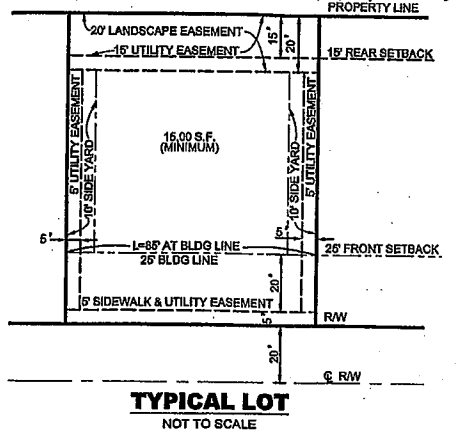 PROPERTY LINE
20' LANDSCAPE EASEMENT
15' UTILITY EASEMENT
15'
20'
15' REAR SETBACK
5' UTILITY EASEMENT
10' SIDE YARD
15,00 S.F.
(MINIMUM)
10' SIDE YARD
5' UTILITY EASEMENT
5'
5'
L=85' AT BLDG LINE
25' FRONT SETBACK
25' BLDG LINE
20'
5' SIDEWALK & UTILITY EASEMENT
5'
R/W
20'
℄ R/W
TYPICAL LOT
NOT TO SCALE